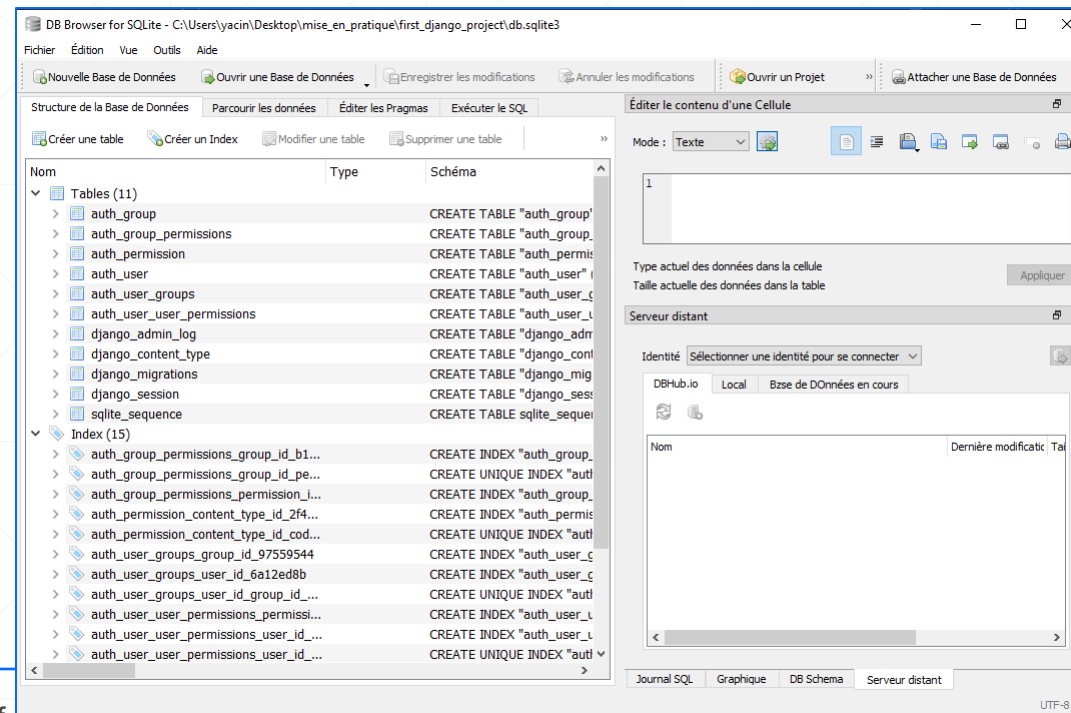 DB Browser for SQLite - C:\Users\yacin\Desktop\mise_en_pratique\first_django_project\db.sqlite3
Fichier Édition Vue Outils Aide
Nouvelle Base de Données Ouvrir une Base de Données Enregistrer les modifications Annuler les modifications Ouvrir un Projet » Attacher une Base de Données
Structure de la Base de Données Parcourir les données Éditer les Pragmas Exécuter le SQL
Créer une table Créer un Index Modifier une table Supprimer une table »
Nom Type Schéma
Tables (11)
auth_group CREATE TABLE "auth_group"
auth_group_permissions CREATE TABLE "auth_group_
auth_permission CREATE TABLE "auth_permis
auth_user CREATE TABLE "auth_user" (
auth_user_groups CREATE TABLE "auth_user_g
auth_user_user_permissions CREATE TABLE "auth_user_u
django_admin_log CREATE TABLE "django_adm
django_content_type CREATE TABLE "django_cont
django_migrations CREATE TABLE "django_mig
django_session CREATE TABLE "django_sess
sqlite_sequence CREATE TABLE sqlite_seque
Index (15)
auth_group_permissions_group_id_b1... CREATE INDEX "auth_group_
auth_group_permissions_group_id_pe... CREATE UNIQUE INDEX "auth
auth_group_permissions_permission_i... CREATE INDEX "auth_group_
auth_permission_content_type_id_2f4... CREATE INDEX "auth_permis
auth_permission_content_type_id_cod... CREATE UNIQUE INDEX "auth
auth_user_groups_group_id_97559544 CREATE INDEX "auth_user_g
auth_user_groups_user_id_6a12ed8b CREATE INDEX "auth_user_g
auth_user_groups_user_id_group_id_... CREATE UNIQUE INDEX "auth
auth_user_user_permissions_permissi... CREATE INDEX "auth_user_u
auth_user_user_permissions_user_id_... CREATE INDEX "auth_user_u
auth_user_user_permissions_user_id_... CREATE UNIQUE INDEX "auth
Éditer le contenu d'une Cellule
Mode : Texte
1
Type actuel des données dans la cellule
Taille actuelle des données dans la table
Appliquer
Serveur distant
Identité Sélectionner une identité pour se connecter
DBHub.io Local Bzse de DOnnées en cours
Nom Dernière modificatic Tai
Journal SQL Graphique DB Schema Serveur distant
UTF-8